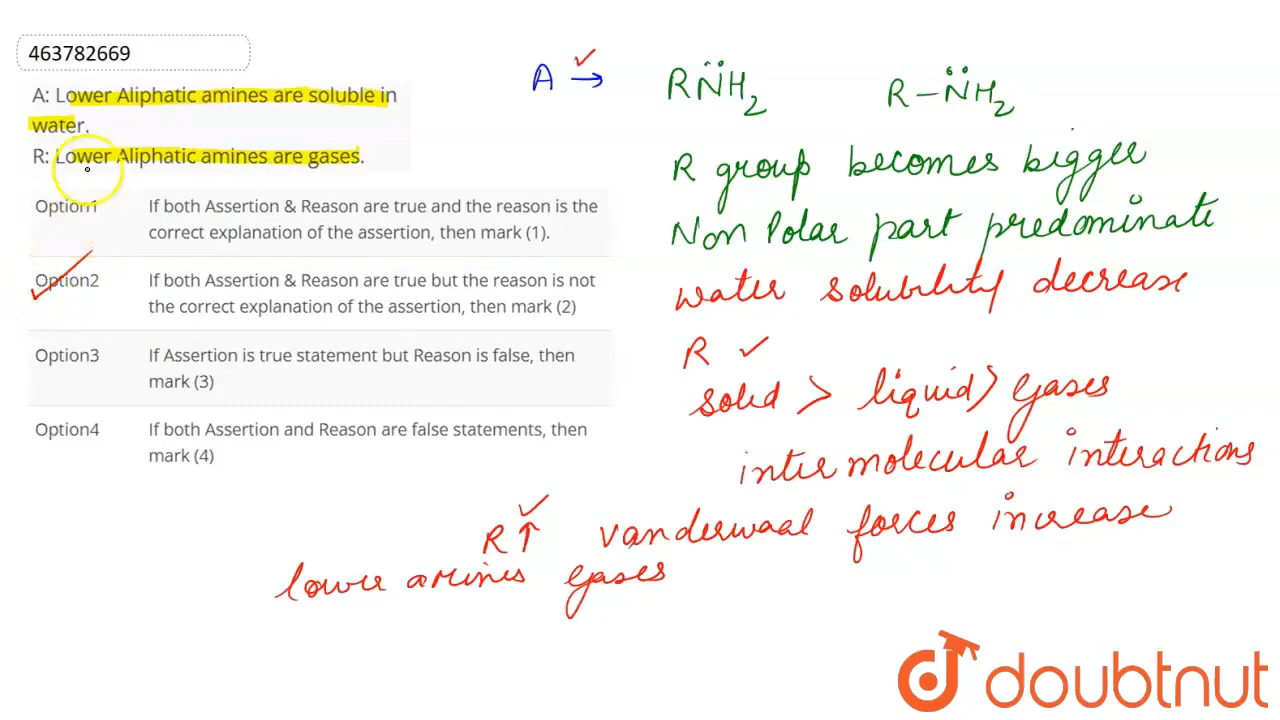 463782669
A: Lower Aliphatic amines are soluble in
water.
R: Lower Aliphatic amines are gases.
Option1 If both Assertion & Reason are true and the reason is the
correct explanation of the assertion, then mark (1).
Option2 If both Assertion & Reason are true but the reason is not
the correct explanation of the assertion, then mark (2)
Option3 If Assertion is true statement but Reason is false, then
mark (3)
Option4 If both Assertion and Reason are false statements, then
mark (4)
A → RNH2 R-NH2
R group becomes bigger
Non Polar part predominate
water solubility decrease
R ✓
solid > liquid > gases
intermolecular interactions
R ↑ vanderwaal forces increase
lower amines gases
doubtnut